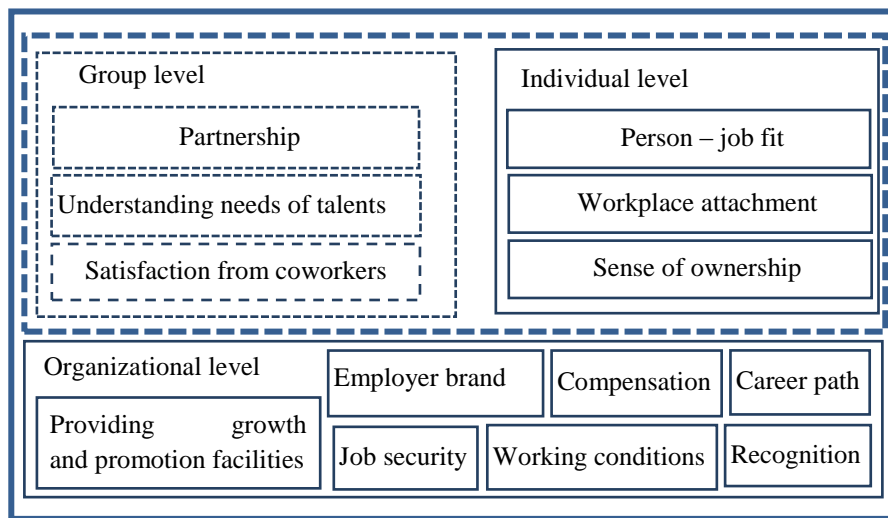 Group level
Partnership
Understanding needs of talents
Satisfaction from coworkers
Individual level
Person – job fit
Workplace attachment
Sense of ownership
Organizational level
Providing growth
and promotion facilities
Employer brand
Compensation
Career path
Job security
Working conditions
Recognition